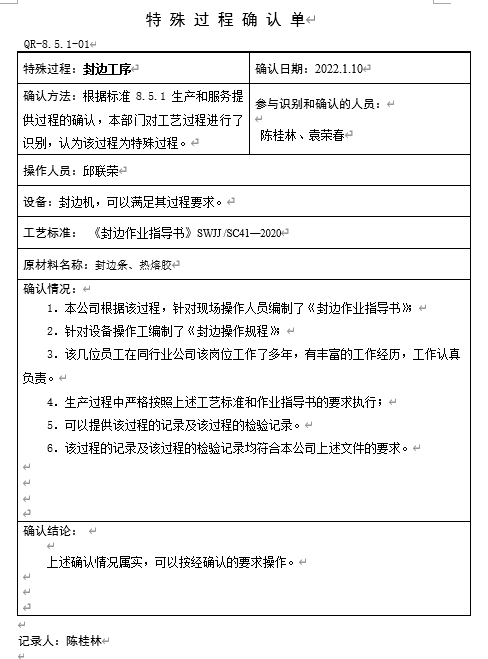 特殊过程确认单
QR-8.5.1-01
特殊过程：封边工序
确认日期：2022.1.10
确认方法：根据标准 8.5.1 生产和服务提
供过程的确认，本部门对工艺过程进行了
识别，认为该过程为特殊过程。
参与识别和确认的人员：
陈桂林、袁荣春
操作人员：邱联荣
设备：封边机，可以满足其过程要求。
工艺标准： 《封边作业指导书》SWJJ /SC41—2020
原材料名称：封边条、热熔胶
确认情况：
1．本公司根据该过程，针对现场操作人员编制了《封边作业指导书》；
2．针对设备操作工编制了《封边操作规程》；
3．该几位员工在同行业公司该岗位工作了多年，有丰富的工作经历，工作认真
负责。
4．生产过程中严格按照上述工艺标准和作业指导书的要求执行；
5．可以提供该过程的记录及该过程的检验记录。
6．该过程的记录及该过程的检验记录均符合本公司上述文件的要求。
确认结论：
上述确认情况属实，可以按经确认的要求操作。
记录人：陈桂林